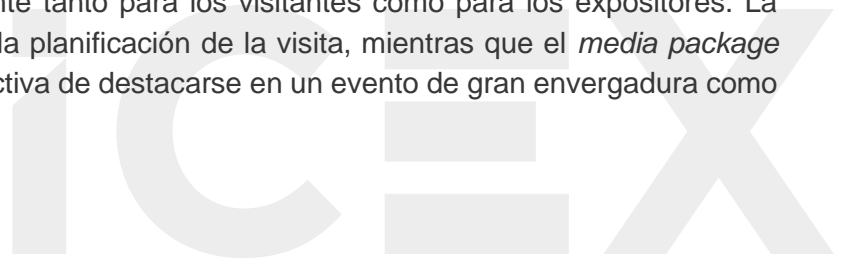 nte tanto para los visitantes como para los expositores. La
la planificación de la visita, mientras que el media package
ctiva de destacarse en un evento de gran envergadura como
ICEX